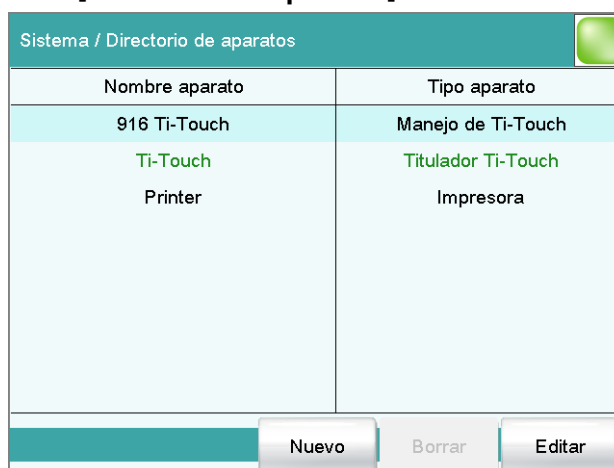 Sistema / Directorio de aparatos
Nombre aparato Tipo aparato
916 Ti-Touch Manejo de Ti-Touch
Ti-Touch Titulador Ti-Touch
Printer Impresora
Nuevo Borrar Editar